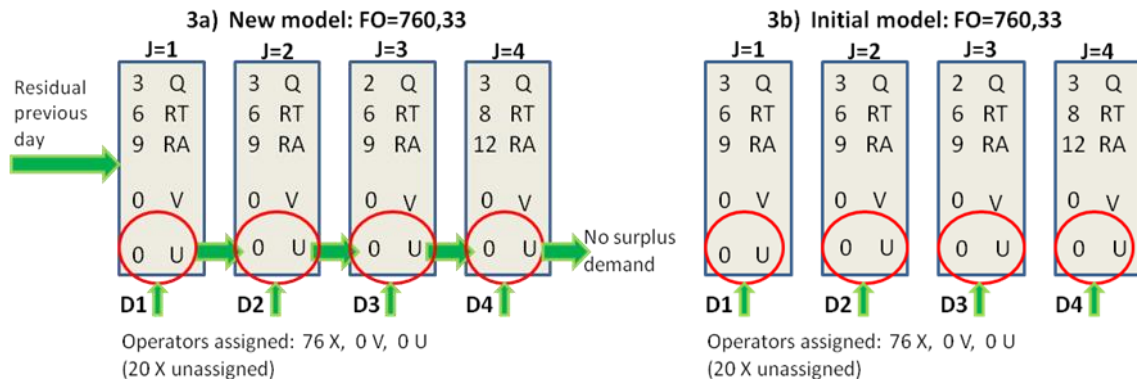 3a) New model: FO=760,33
J=1 J=2 J=3 J=4
Residual
previous
day
3 Q 3 Q 2 Q 3 Q
6 RT 6 RT 6 RT 8 RT
9 RA 9 RA 9 RA 12 RA
0 V 0 V 0 V 0 V
0 U 0 U 0 U 0 U
No surplus
demand
D1 D2 D3 D4
Operators assigned: 76 X, 0 V, 0 U
(20 X unassigned)
3b) Initial model: FO=760,33
J=1 J=2 J=3 J=4
3 Q 3 Q 2 Q 3 Q
6 RT 6 RT 6 RT 8 RT
9 RA 9 RA 9 RA 12 RA
0 V 0 V 0 V 0 V
0 U 0 U 0 U 0 U
D1 D2 D3 D4
Operators assigned: 76 X, 0 V, 0 U
(20 X unassigned)